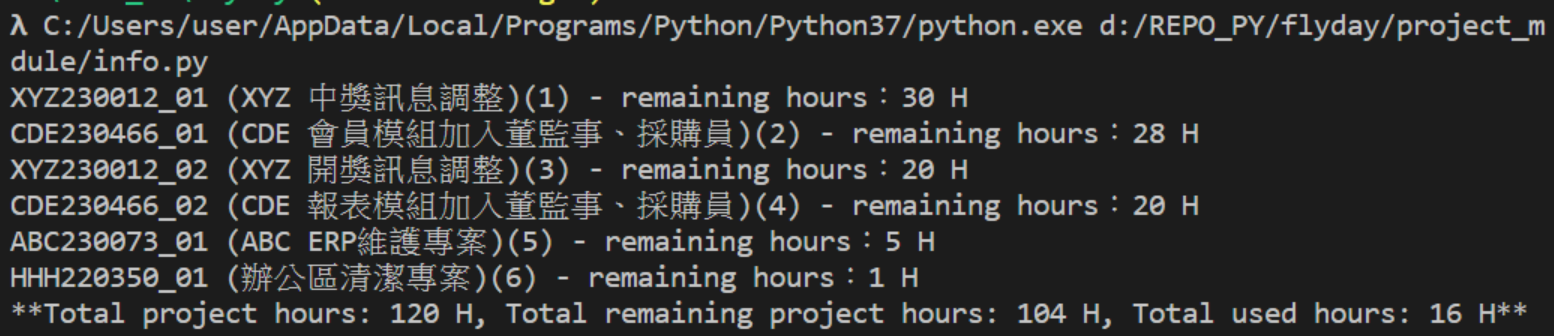 λ C:/Users/user/AppData/Local/Programs/Python/Python37/python.exe d:/REPO_PY/flyday/project_m
dule/info.py
XYZ230012_01 (XYZ 中獎訊息調整)(1) - remaining hours：30 H
CDE230466_01 (CDE 會員模組加入董監事、採購員)(2) - remaining hours：28 H
XYZ230012_02 (XYZ 開獎訊息調整)(3) - remaining hours：20 H
CDE230466_02 (CDE 報表模組加入董監事、採購員)(4) - remaining hours：20 H
ABC230073_01 (ABC ERP維護專案)(5) - remaining hours：5 H
HHH220350_01 (辦公區清潔專案)(6) - remaining hours：1 H
**Total project hours: 120 H, Total remaining project hours: 104 H, Total used hours: 16 H**